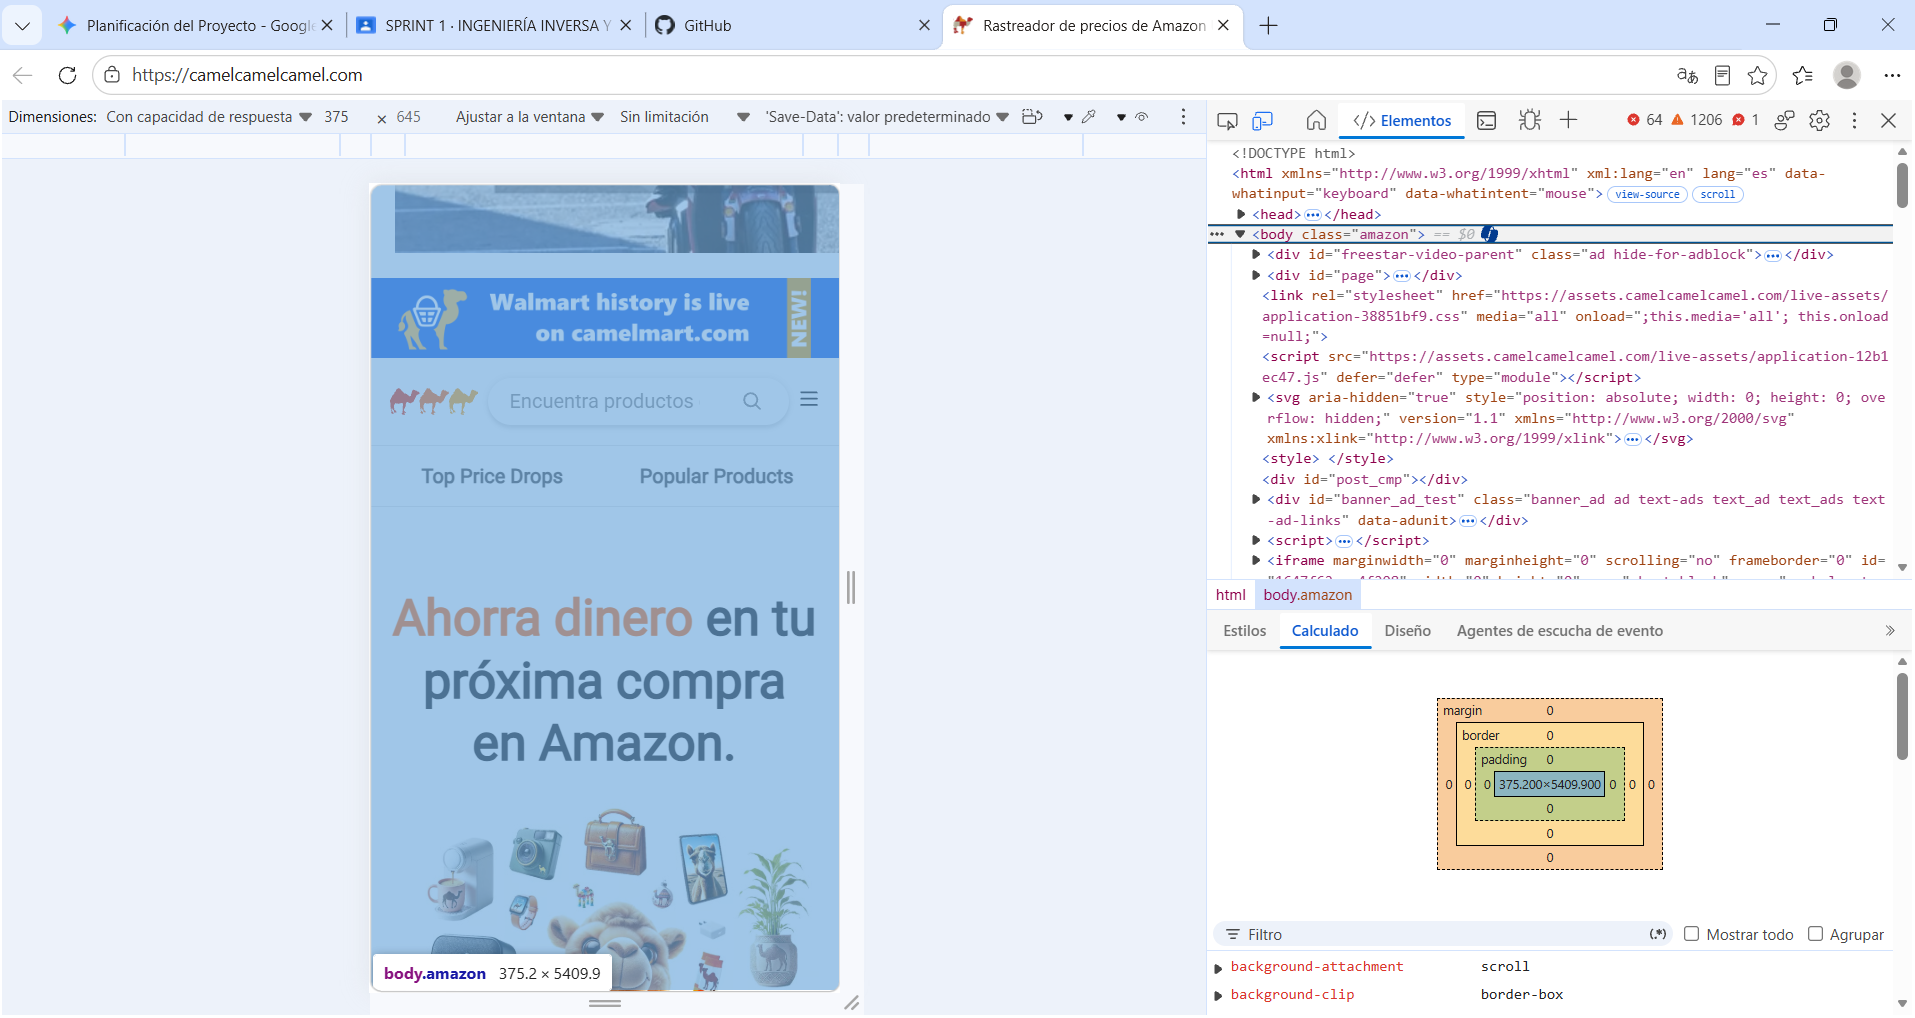 Planificación del Proyecto - Google
SPRINT 1 · INGENIERÍA INVERSA Y
GitHub
Rastreador de precios de Amazon
https://camelcamelcamel.com
Dimensiones: Con capacidad de respuesta 375 × 645 Ajustar a la ventana Sin limitación 'Save-Data': valor predeterminado
Walmart history is live
on camelmart.com
NEW!
Encuentra productos
Top Price Drops Popular Products
Ahorra dinero en tu
próxima compra
en Amazon.
body.amazon 375.2 × 5409.9
Elementos 64 1206 1
<!DOCTYPE html>
<html xmlns="http://www.w3.org/1999/xhtml" xml:lang="en" lang="es" data-
whatinput="keyboard" data-whatintent="mouse"> view-source scroll
<head> ··· </head>
··· <body class="amazon"> == $0
<div id="freestar-video-parent" class="ad hide-for-adblock"> ··· </div>
<div id="page"> ··· </div>
<link rel="stylesheet" href="https://assets.camelcamelcamel.com/live-assets/
application-38851bf9.css" media="all" onload=";this.media='all'; this.onload
=null;">
<script src="https://assets.camelcamelcamel.com/live-assets/application-12b1
ec47.js" defer="defer" type="module"></script>
<svg aria-hidden="true" style="position: absolute; width: 0; height: 0; ove
rflow: hidden;" version="1.1" xmlns="http://www.w3.org/2000/svg"
xmlns:xlink="http://www.w3.org/1999/xlink"> ··· </svg>
<style> </style>
<div id="post_cmp"></div>
<div id="banner_ad_test" class="banner_ad ad text-ads text_ad text_ads text
-ad-links" data-adunit> ··· </div>
<script> ··· </script>
<iframe marginwidth="0" marginheight="0" scrolling="no" frameborder="0" id=
html body.amazon
Estilos Calculado Diseño Agentes de escucha de evento
margin 0
border 0
padding 0
0 0 0 375.200×5409.900 0 0 0
0
0
0
Filtro (.*) Mostrar todo Agrupar
background-attachment scroll
background-clip border-box